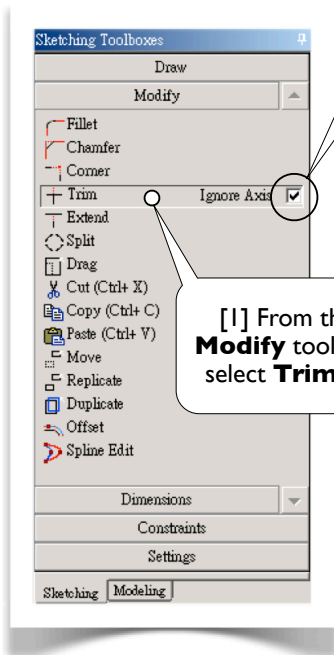 Sketching Toolboxes
Draw
Modify
Fillet
Chamfer
Corner
Trim Ignore Axis
Extend
Split
Drag
Cut (Ctrl+ X)
Copy (Ctrl+ C)
Paste (Ctrl+ V)
Move
Replicate
Duplicate
Offset
Spline Edit
Dimensions
Constraints
Settings
Sketching Modeling
[1] From th
Modify tool
select Trim